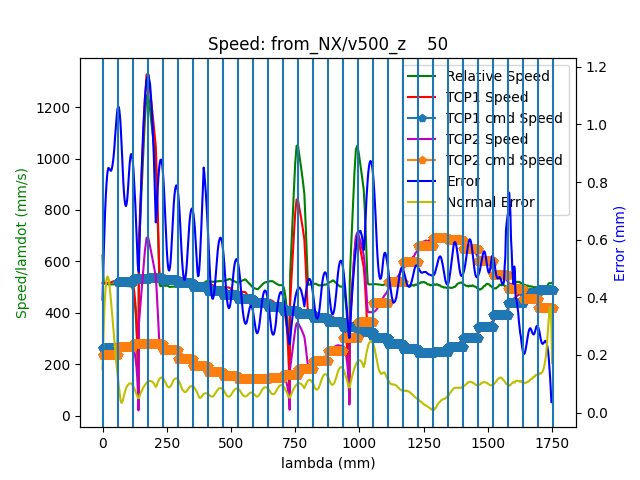 Speed: from_NX/v500_z    50
Relative Speed
TCP1 Speed
TCP1 cmd Speed
TCP2 Speed
TCP2 cmd Speed
Error
Normal Error
Speed/lamdot (mm/s)
1200
1000
800
600
400
200
0
Error (mm)
1.2
1.0
0.8
0.6
0.4
0.2
0.0
0
250
500
750
1000
1250
1500
1750
lambda (mm)